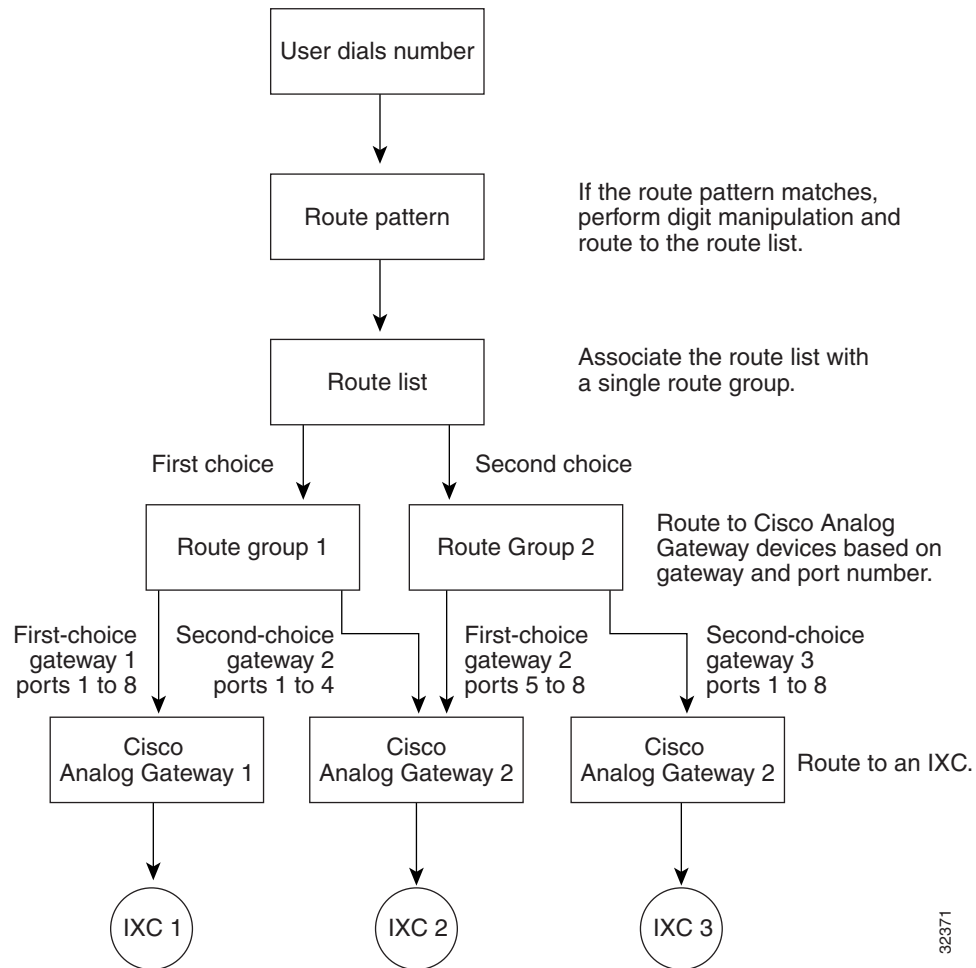 User dials number
Route pattern
If the route pattern matches,
perform digit manipulation and
route to the route list.
Route list
Associate the route list with
a single route group.
First choice
Second choice
Route group 1
Route Group 2
Route to Cisco Analog
Gateway devices based on
gateway and port number.
First-choice
gateway 1
ports 1 to 8
Second-choice
gateway 2
ports 1 to 4
First-choice
gateway 2
ports 5 to 8
Second-choice
gateway 3
ports 1 to 8
Cisco
Analog Gateway 1
Cisco
Analog Gateway 2
Cisco
Analog Gateway 2
Route to an IXC.
IXC 1
IXC 2
IXC 3
32371